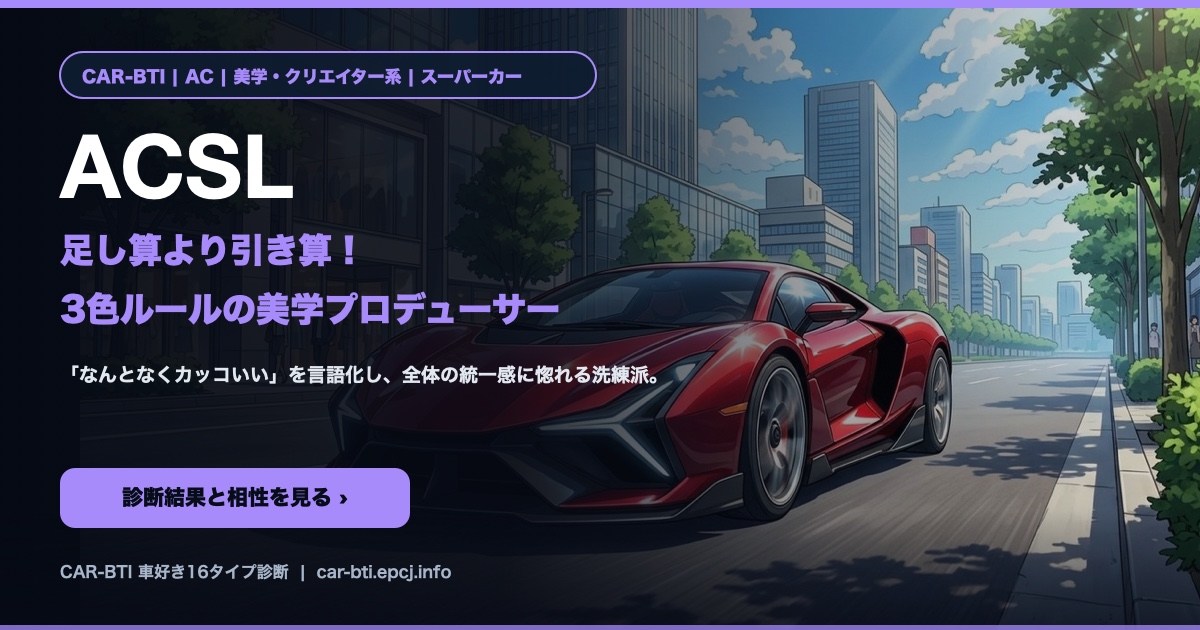 CAR-BTI | AC | 美学・クリエイター系 | スーパーカー
ACSL
足し算より引き算！
3色ルールの美学プロデューサー
「なんとなくカッコいい」を言語化し、全体の統一感に惚れる洗練派。
診断結果と相性を見る ›
CAR-BTI 車好き16タイプ診断 | car-bti.epcj.info